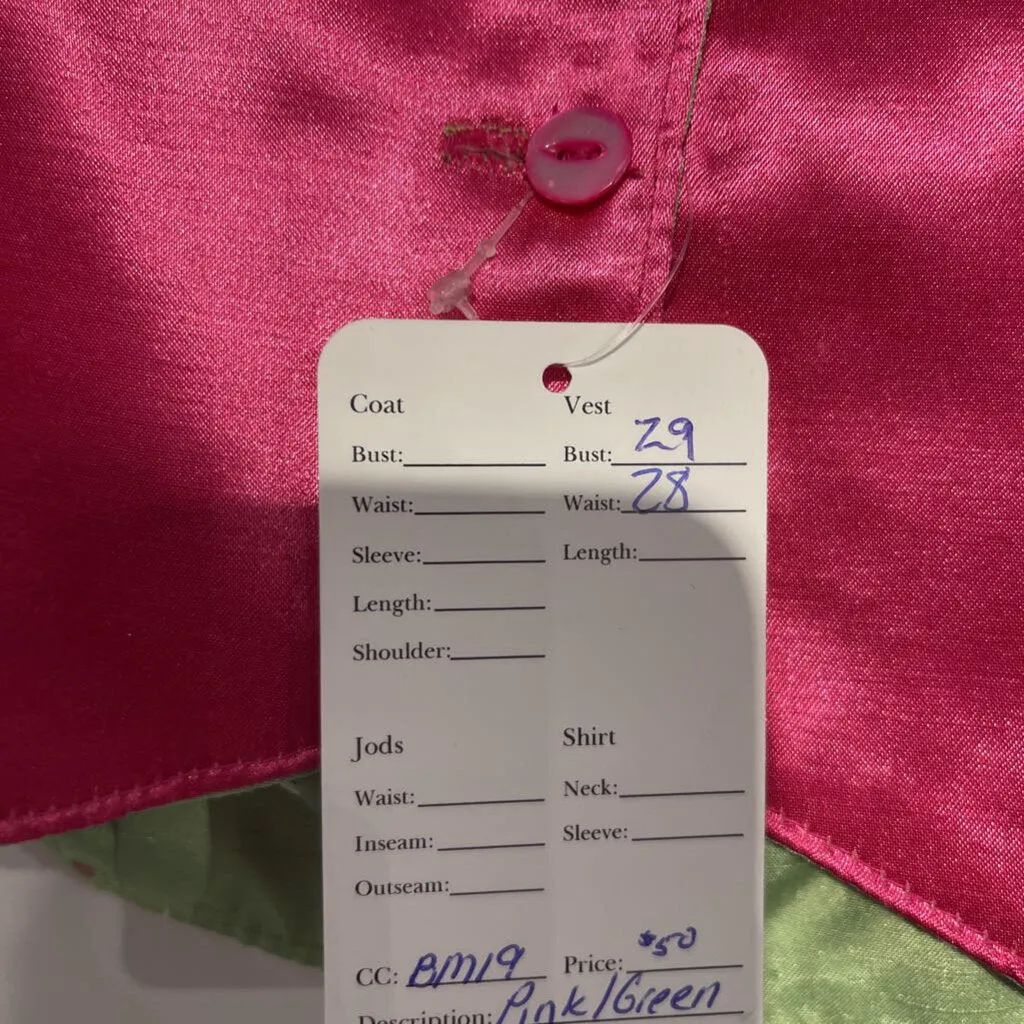 Coat
Bust:
Waist:
Sleeve:
Length:
Shoulder:
Vest
Bust: 29
Waist: 28
Length:
Jods
Waist:
Inseam:
Outseam:
Shirt
Neck:
Sleeve:
CC: BM19
Price: $50
Description: Pink/Green